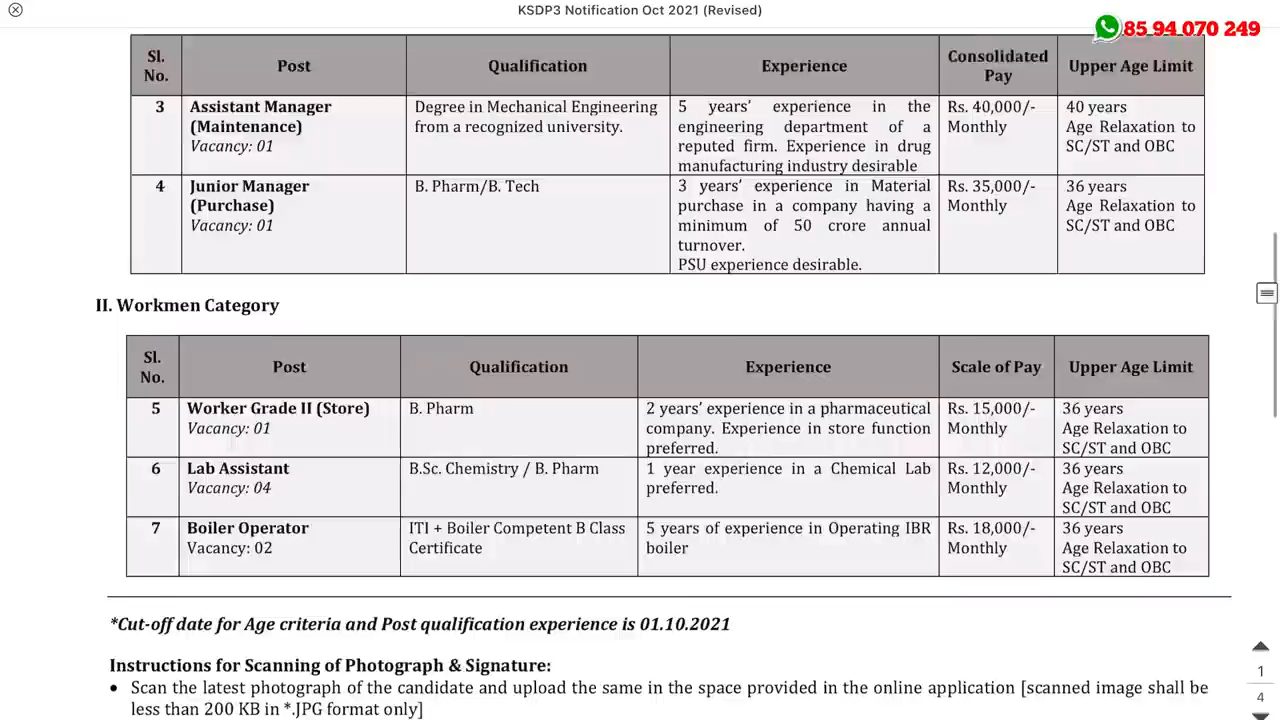 KSDP3 Notification Oct 2021 (Revised)
85 94 070 249
Sl. No. Post Qualification Experience Consolidated Pay Upper Age Limit
3 Assistant Manager (Maintenance) Vacancy: 01
Degree in Mechanical Engineering from a recognized university.
5 years’ experience in the engineering department of a reputed firm. Experience in drug manufacturing industry desirable
Rs. 40,000/- Monthly
40 years Age Relaxation to SC/ST and OBC
4 Junior Manager (Purchase) Vacancy: 01
B. Pharm/B. Tech
3 years’ experience in Material purchase in a company having a minimum of 50 crore annual turnover.
PSU experience desirable.
Rs. 35,000/- Monthly
36 years Age Relaxation to SC/ST and OBC
II. Workmen Category
Sl. No. Post Qualification Experience Scale of Pay Upper Age Limit
5 Worker Grade II (Store) Vacancy: 01
B. Pharm
2 years’ experience in a pharmaceutical company. Experience in store function preferred.
Rs. 15,000/- Monthly
36 years Age Relaxation to SC/ST and OBC
6 Lab Assistant Vacancy: 04
B.Sc. Chemistry / B. Pharm
1 year experience in a Chemical Lab preferred.
Rs. 12,000/- Monthly
36 years Age Relaxation to SC/ST and OBC
7 Boiler Operator Vacancy: 02
ITI + Boiler Competent B Class Certificate
5 years of experience in Operating IBR boiler
Rs. 18,000/- Monthly
36 years Age Relaxation to SC/ST and OBC
*Cut-off date for Age criteria and Post qualification experience is 01.10.2021
Instructions for Scanning of Photograph & Signature:
• Scan the latest photograph of the candidate and upload the same in the space provided in the online application [scanned image shall be
less than 200 KB in *.JPG format only]
1
4